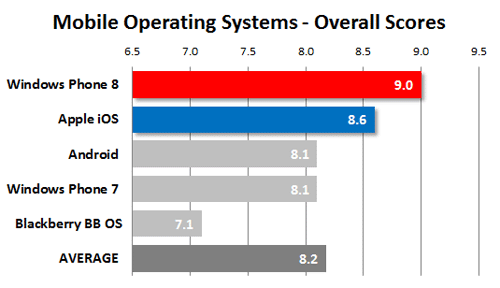 Mobile Operating Systems - Overall Scores
6.5 7.0 7.5 8.0 8.5 9.0 9.5
Windows Phone 8 9.0
Apple iOS 8.6
Android 8.1
Windows Phone 7 8.1
Blackberry BB OS 7.1
AVERAGE 8.2